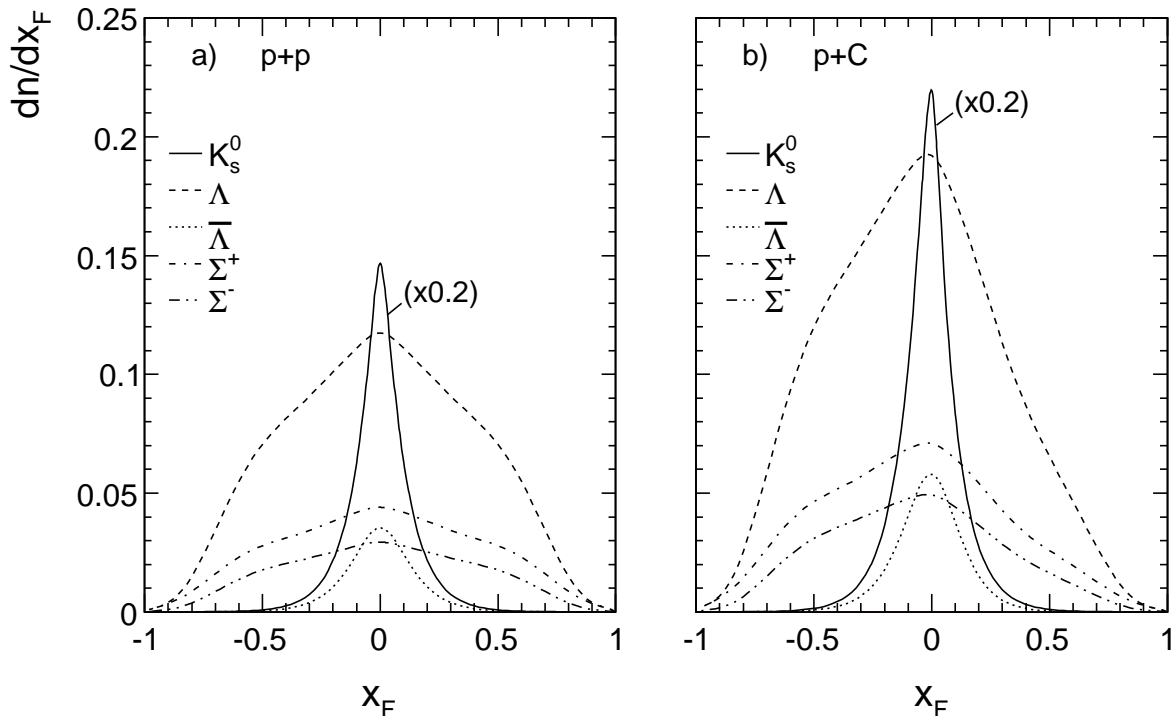 dn/dx_F
0.25
0.2
0.15
0.1
0.05
0
a) p+p
K_s^0
Λ
Λ̅
Σ⁺
Σ⁻
(x0.2)
-1 -0.5 0 0.5 1
x_F
b) p+C
K_s^0
Λ
Λ̅
Σ⁺
Σ⁻
(x0.2)
-1 -0.5 0 0.5 1
x_F